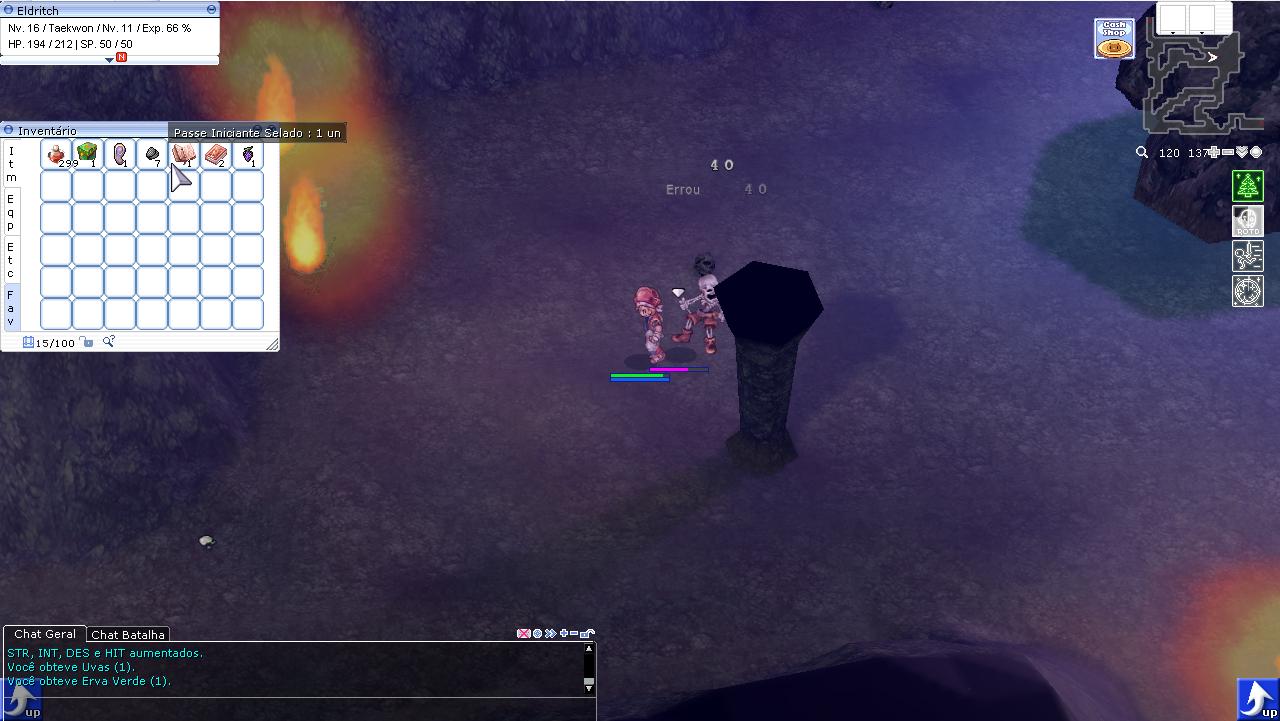 Eldritch
Nv. 16 / Taekwon / Nv. 11 / Exp. 66 %
HP. 194 / 212 | SP. 50 / 50
N
Cash Shop
120 137
Inventário
Passe Iniciante Selado : 1 un
299 1 1 7 1 2 1
Itm
Eqp
Etc
Fav
15/100
40
Errou 40
Chat Geral
Chat Batalha
STR, INT, DES e HIT aumentados.
Você obteve Uvas (1).
Você obteve Erva Verde (1).
up
up